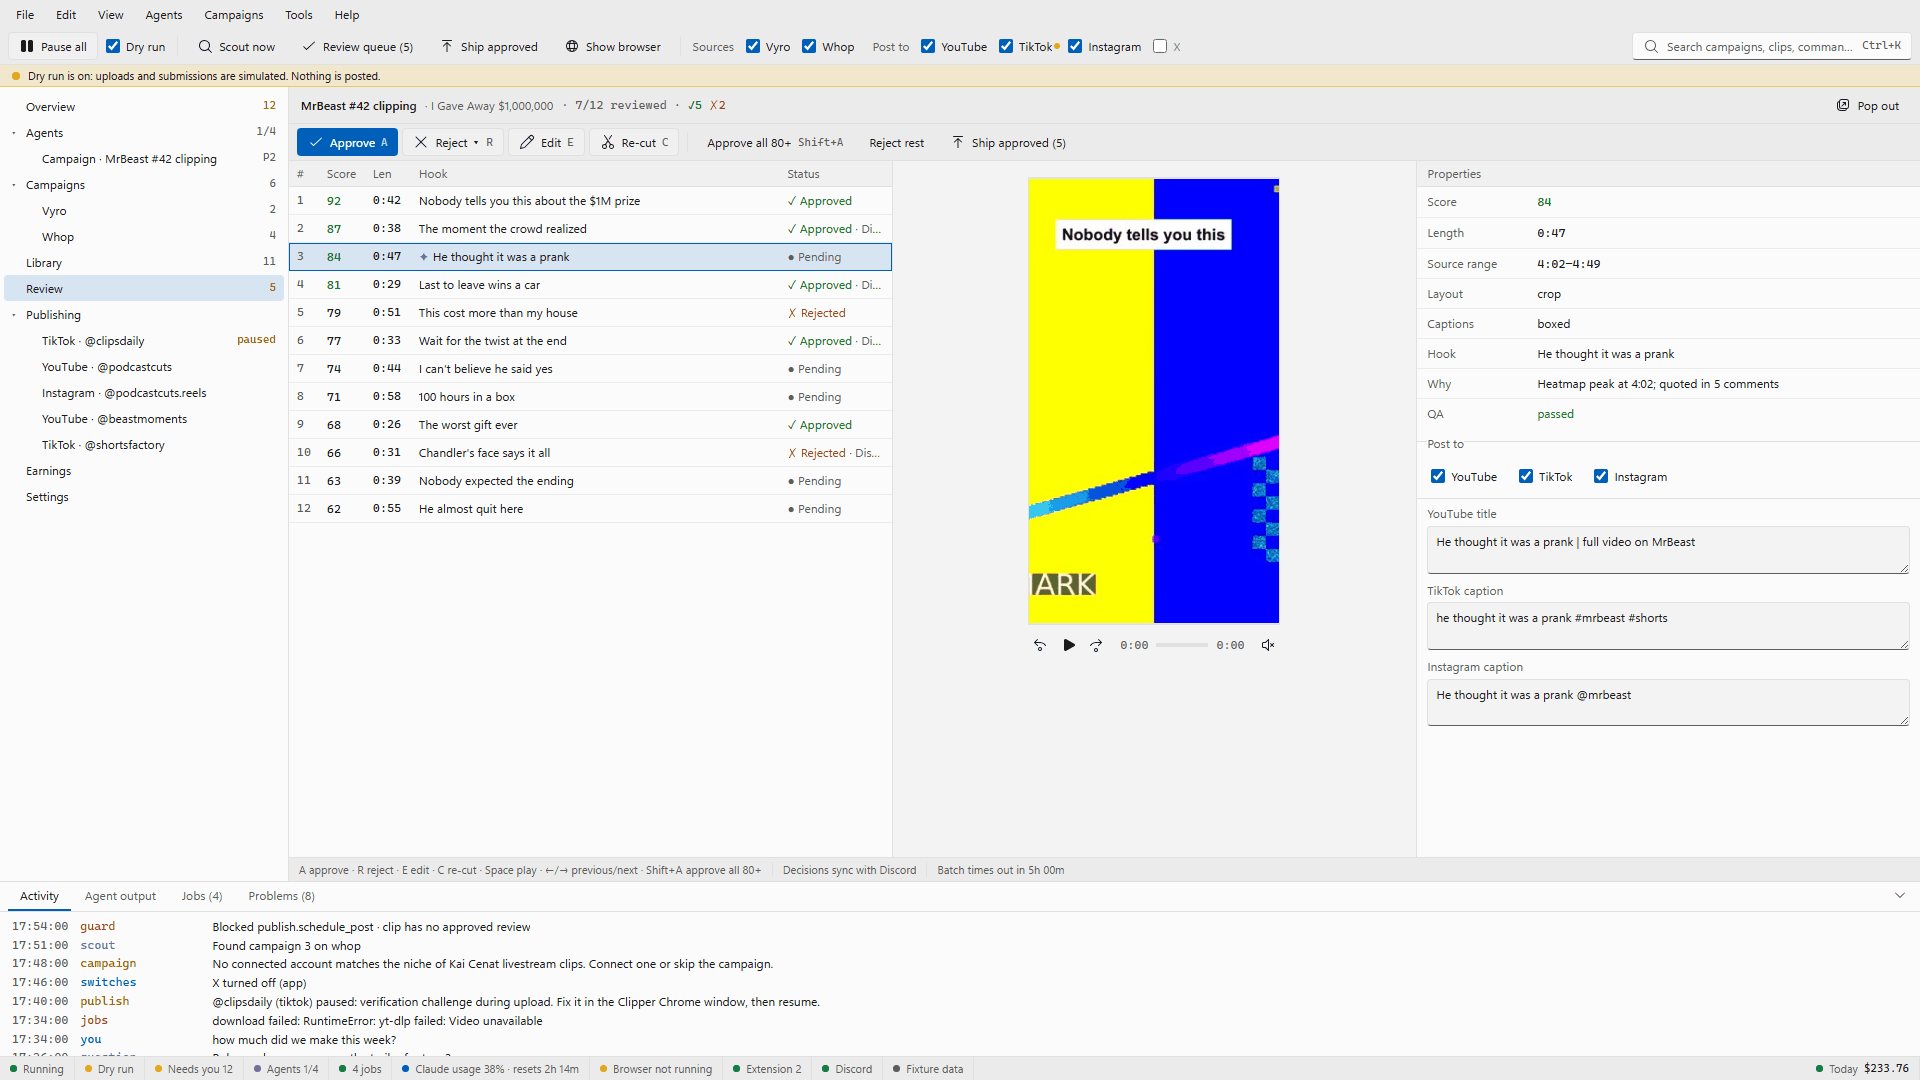 File Edit View Agents Campaigns Tools Help
Pause all Dry run Scout now Review queue (5) Ship approved Show browser Sources Vyro Whop Post to YouTube TikTok Instagram X Search campaigns, clips, comman... Ctrl+K
Dry run is on: uploads and submissions are simulated. Nothing is posted.
Overview 12
Agents 1/4
Campaign · MrBeast #42 clipping P2
Campaigns 6
Vyro 2
Whop 4
Library 11
Review 5
Publishing
TikTok · @clipsdaily paused
YouTube · @podcastcuts
Instagram · @podcastcuts.reels
YouTube · @beastmoments
TikTok · @shortsfactory
Earnings
Settings
MrBeast #42 clipping · I Gave Away $1,000,000 · 7/12 reviewed · ✓5 ✗2 Pop out
Approve A Reject R Edit E Re-cut C Approve all 80+ Shift+A Reject rest Ship approved (5)
# Score Len Hook Status
1 92 0:42 Nobody tells you this about the $1M prize ✓ Approved
2 87 0:38 The moment the crowd realized ✓ Approved · Di...
3 84 0:47 ✦ He thought it was a prank ● Pending
4 81 0:29 Last to leave wins a car ✓ Approved · Di...
5 79 0:51 This cost more than my house ✗ Rejected
6 77 0:33 Wait for the twist at the end ✓ Approved · Di...
7 74 0:44 I can't believe he said yes ● Pending
8 71 0:58 100 hours in a box ● Pending
9 68 0:26 The worst gift ever ✓ Approved
10 66 0:31 Chandler's face says it all ✗ Rejected · Dis...
11 63 0:39 Nobody expected the ending ● Pending
12 62 0:55 He almost quit here ● Pending
Nobody tells you this
ARK
0:00 0:00
Properties
Score 84
Length 0:47
Source range 4:02–4:49
Layout crop
Captions boxed
Hook He thought it was a prank
Why Heatmap peak at 4:02; quoted in 5 comments
QA passed
Post to
YouTube TikTok Instagram
YouTube title
He thought it was a prank | full video on MrBeast
TikTok caption
he thought it was a prank #mrbeast #shorts
Instagram caption
He thought it was a prank @mrbeast
A approve · R reject · E edit · C re-cut · Space play · ←/→ previous/next · Shift+A approve all 80+ Decisions sync with Discord Batch times out in 5h 00m
Activity Agent output Jobs (4) Problems (8)
17:54:00 guard Blocked publish.schedule_post · clip has no approved review
17:51:00 scout Found campaign 3 on whop
17:48:00 campaign No connected account matches the niche of Kai Cenat livestream clips. Connect one or skip the campaign.
17:46:00 switches X turned off (app)
17:40:00 publish @clipsdaily (tiktok) paused: verification challenge during upload. Fix it in the Clipper Chrome window, then resume.
17:34:00 jobs download failed: RuntimeError: yt-dlp failed: Video unavailable
17:34:00 you how much did we make this week?
Running Dry run Needs you 12 Agents 1/4 4 jobs Claude usage 38% · resets 2h 14m Browser not running Extension 2 Discord Fixture data Today $233.76